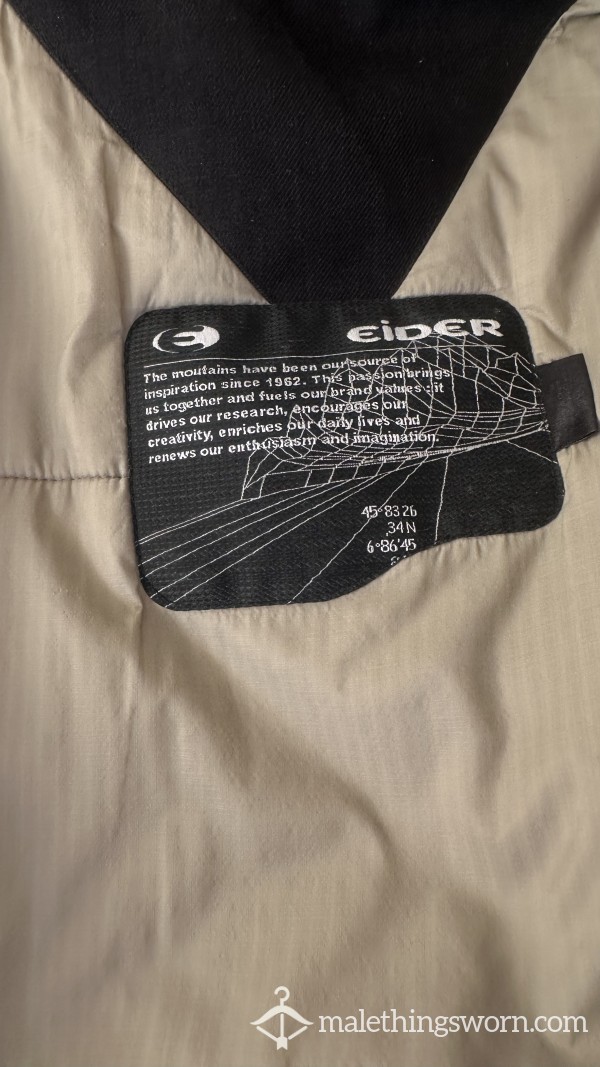 EiDER
The moutains have been our source of
inspiration since 1962. This passion brings
us together and fuels our brand values : it
drives our research, encourages our
creativity, enriches our daily lives and
renews our enthusiasm and imagination.
45°83'26
,34N
6°86'45
malethingsworn.com